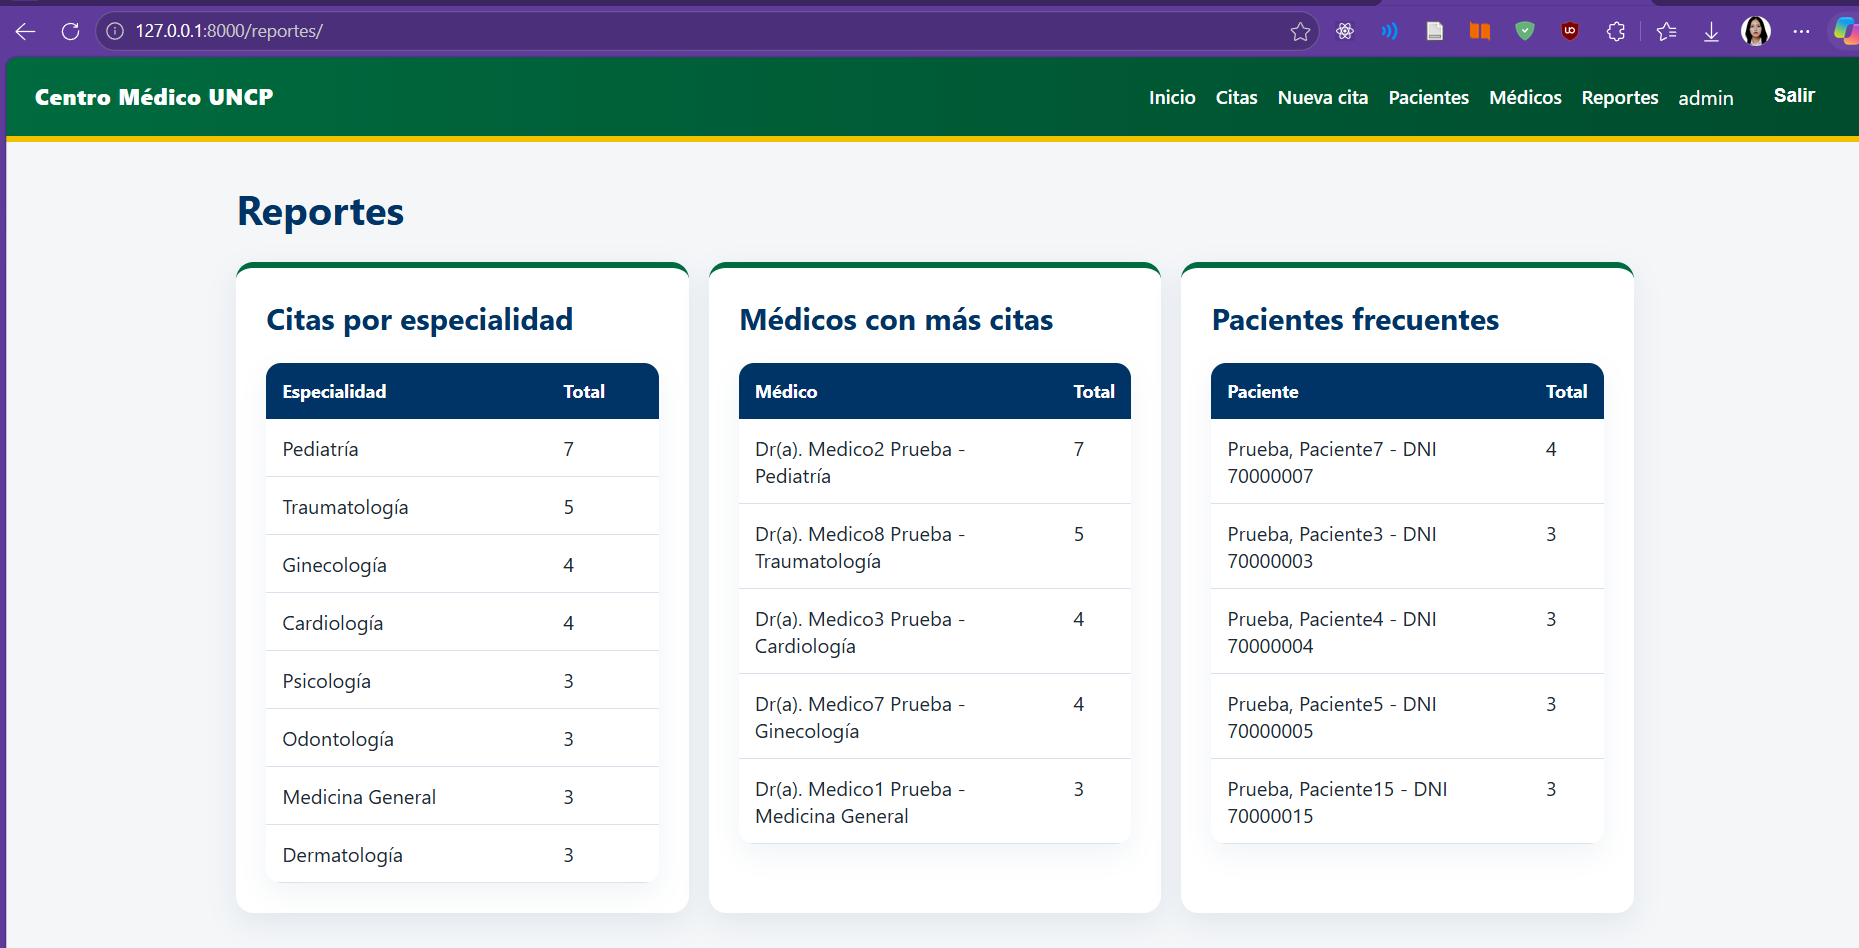 127.0.0.1:8000/reportes/
Centro Médico UNCP
Inicio Citas Nueva cita Pacientes Médicos Reportes admin Salir
Reportes
Citas por especialidad
Especialidad Total
Pediatría 7
Traumatología 5
Ginecología 4
Cardiología 4
Psicología 3
Odontología 3
Medicina General 3
Dermatología 3
Médicos con más citas
Médico Total
Dr(a). Medico2 Prueba - 7
Pediatría
Dr(a). Medico8 Prueba - 5
Traumatología
Dr(a). Medico3 Prueba - 4
Cardiología
Dr(a). Medico7 Prueba - 4
Ginecología
Dr(a). Medico1 Prueba - 3
Medicina General
Pacientes frecuentes
Paciente Total
Prueba, Paciente7 - DNI 4
70000007
Prueba, Paciente3 - DNI 3
70000003
Prueba, Paciente4 - DNI 3
70000004
Prueba, Paciente5 - DNI 3
70000005
Prueba, Paciente15 - DNI 3
70000015